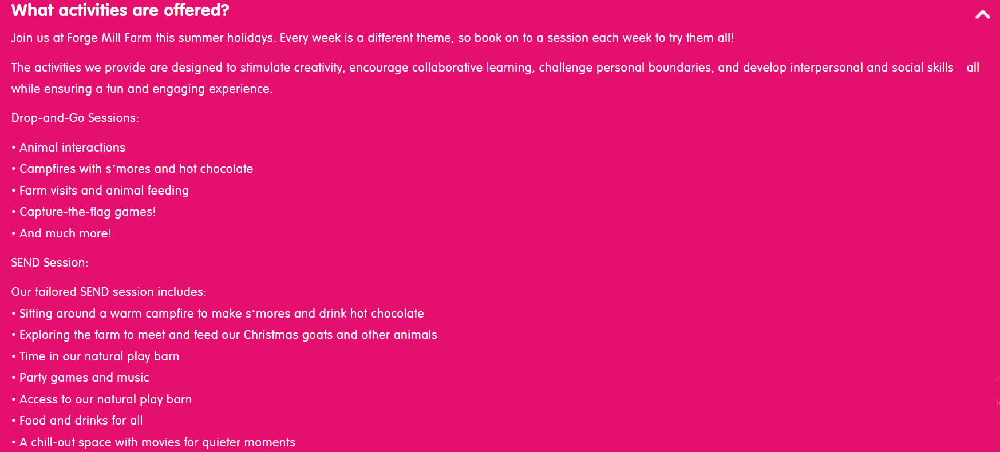 What activities are offered?
Join us at Forge Mill Farm this summer holidays. Every week is a different theme, so book on to a session each week to try them all!
The activities we provide are designed to stimulate creativity, encourage collaborative learning, challenge personal boundaries, and develop interpersonal and social skills—all
while ensuring a fun and engaging experience.
Drop-and-Go Sessions:
• Animal interactions
• Campfires with s’mores and hot chocolate
• Farm visits and animal feeding
• Capture-the-flag games!
• And much more!
SEND Session:
Our tailored SEND session includes:
• Sitting around a warm campfire to make s‘mores and drink hot chocolate
• Exploring the farm to meet and feed our Christmas goats and other animals
• Time in our natural play barn
• Party games and music
• Access to our natural play barn
• Food and drinks for all
• A chill-out space with movies for quieter moments